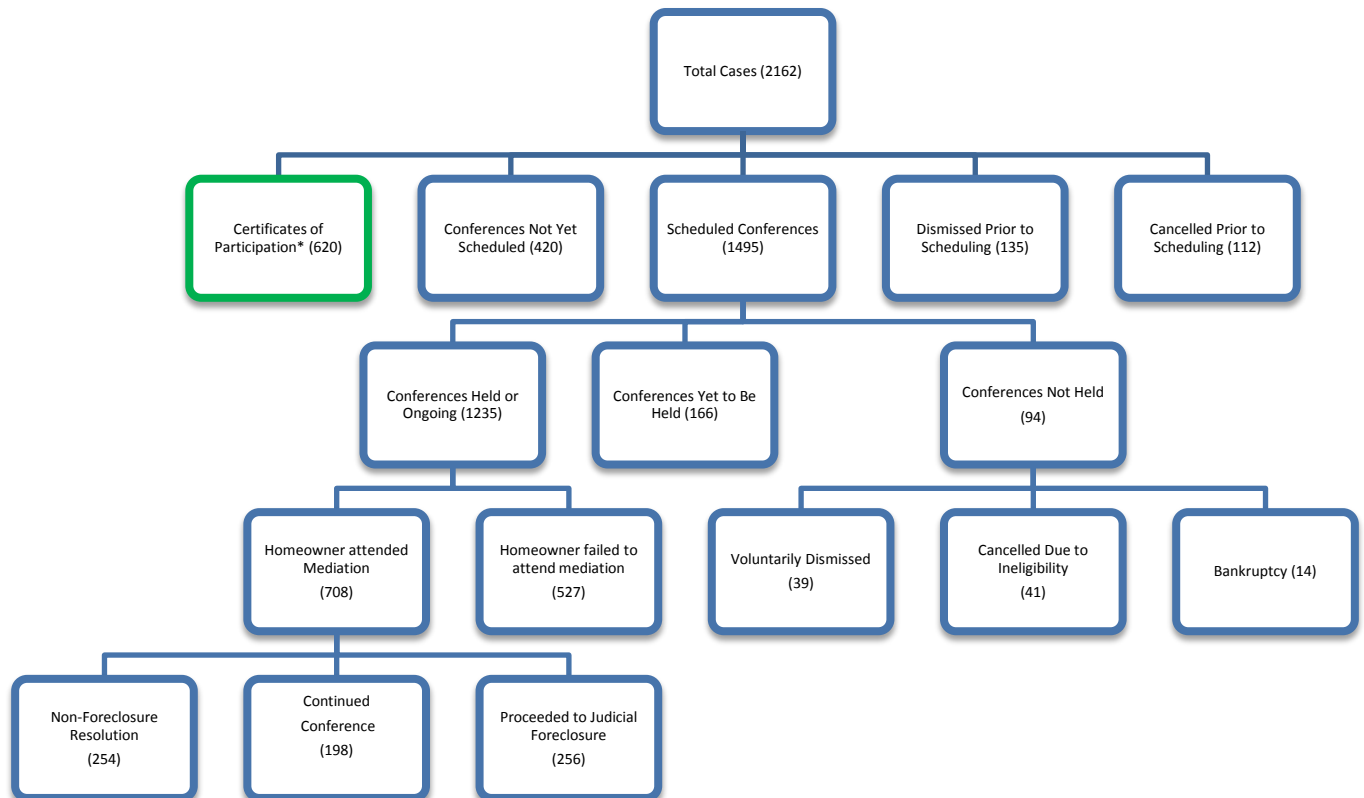 Total Cases (2162)
Certificates of
Participation* (620)
Conferences Not Yet
Scheduled (420)
Scheduled Conferences
(1495)
Dismissed Prior to
Scheduling (135)
Cancelled Prior to
Scheduling (112)
Conferences Held or
Ongoing (1235)
Conferences Yet to Be
Held (166)
Conferences Not Held
(94)
Homeowner attended
Mediation
(708)
Homeowner failed to
attend mediation
(527)
Voluntarily Dismissed
(39)
Cancelled Due to
Ineligibility
(41)
Bankruptcy (14)
Non-Foreclosure
Resolution
(254)
Continued
Conference
(198)
Proceeded to Judicial
Foreclosure
(256)